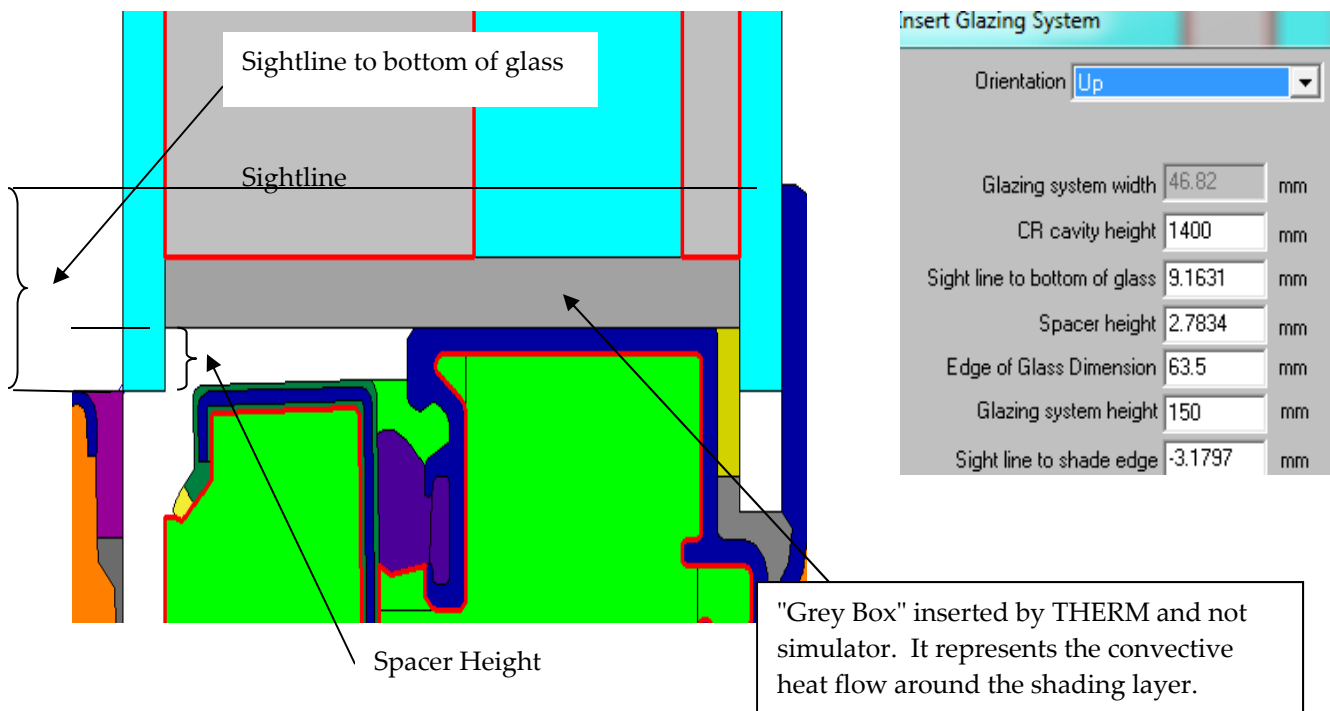 Sightline to bottom of glass
Sightline
Spacer Height
"Grey Box" inserted by THERM and not
simulator.  It represents the convective
heat flow around the shading layer.
Insert Glazing System
Orientation Up
Glazing system width 46.82 mm
CR cavity height 1400 mm
Sight line to bottom of glass 9.1631 mm
Spacer height 2.7834 mm
Edge of Glass Dimension 63.5 mm
Glazing system height 150 mm
Sight line to shade edge -3.1797 mm